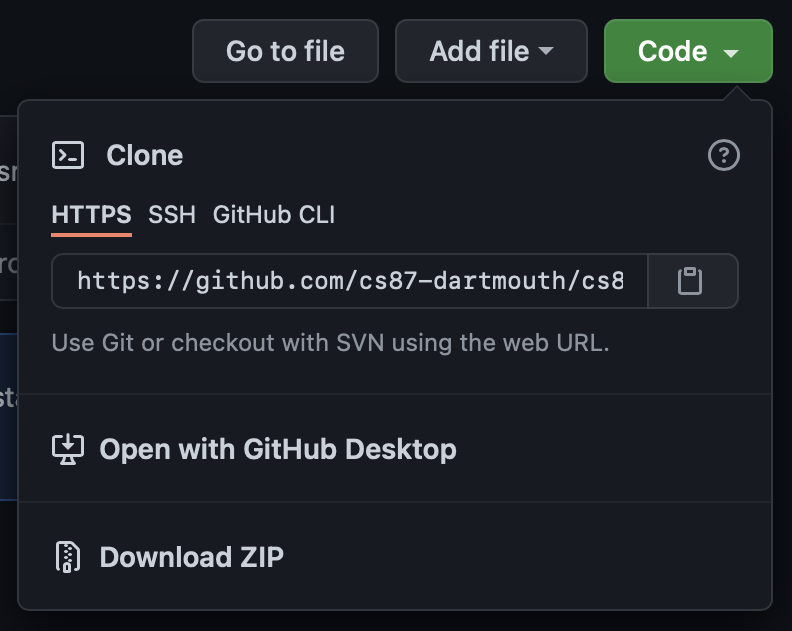 Go to file Add file Code
Clone
HTTPS SSH GitHub CLI
https://github.com/cs87-dartmouth/cs8
Use Git or checkout with SVN using the web URL.
Open with GitHub Desktop
Download ZIP